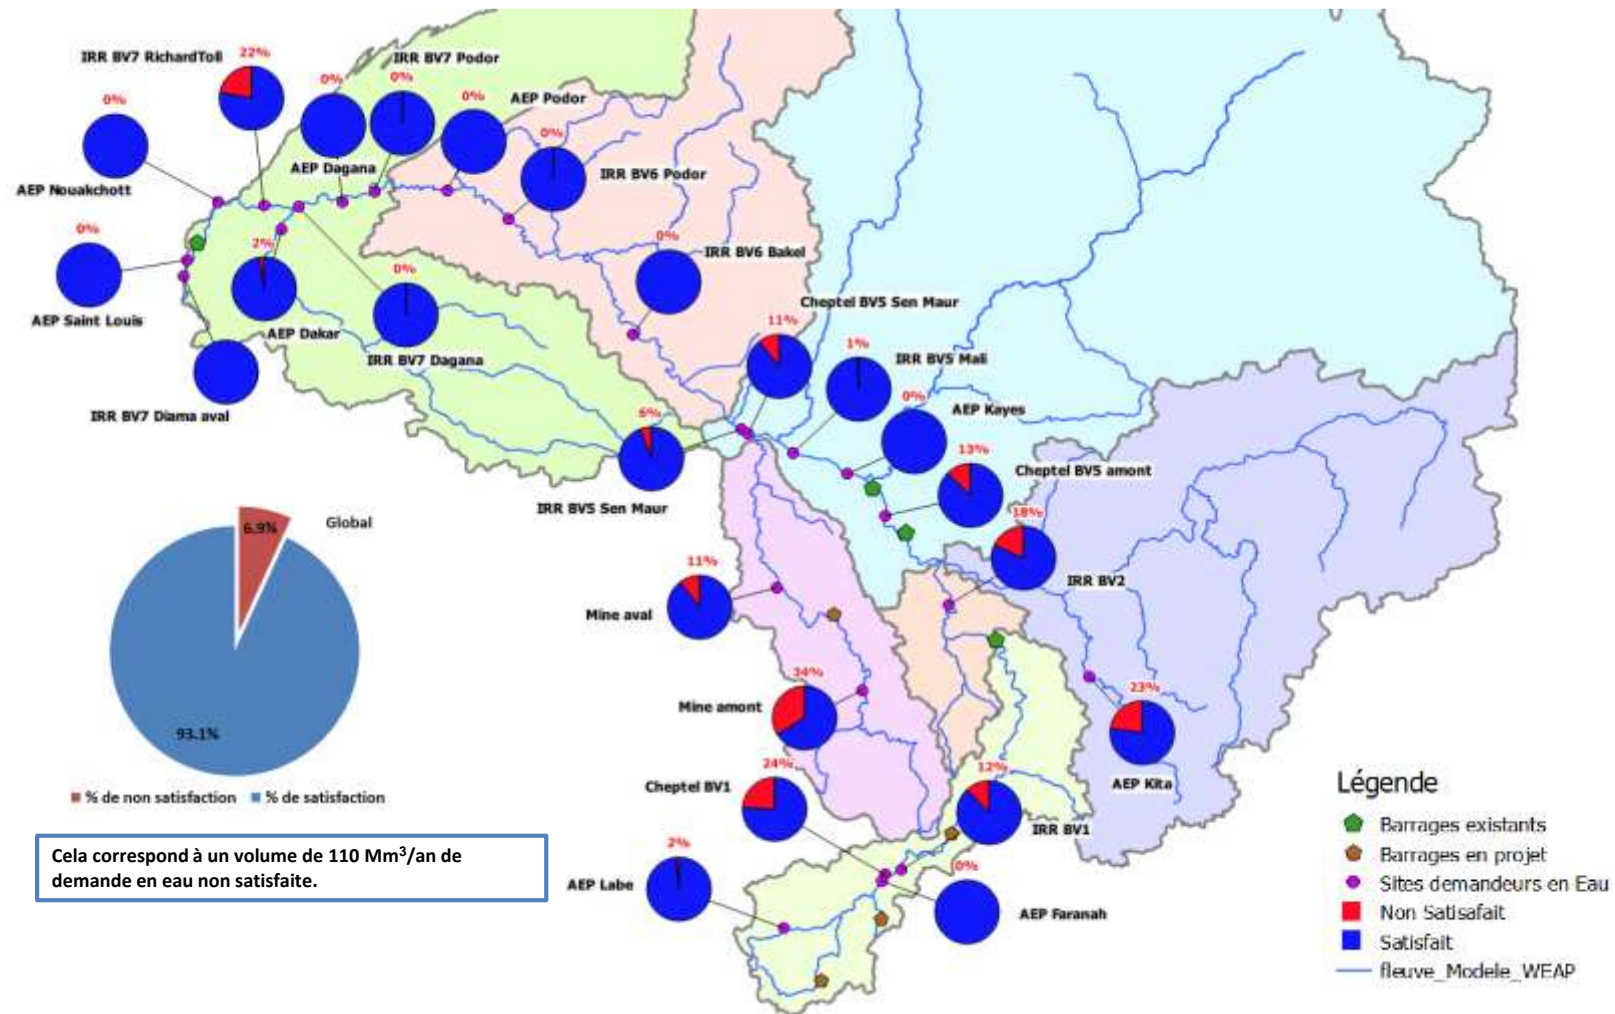 IRR BV7 RichardToll
22%
IRR BV7 Podor
0%
0%
0%
AEP Podor
0%
0%
AEP Nouakchott
AEP Dagana
IRR BV6 Podor
0%
AEP Saint Louis
2%
AEP Dakar
0%
IRR BV7 Dagana
0%
IRR BV6 Bakel
IRR BV7 Diama aval
Cheptel BV5 Sen Maur
11%
1%
IRR BV5 Mali
0%
AEP Kayes
6%
IRR BV5 Sen Maur
13%
Cheptel BV5 amont
18%
IRR BV2
6,9%
Global
93.1%
% de non satisfaction
% de satisfaction
11%
Mine aval
34%
Mine amont
23%
AEP Kita
24%
Cheptel BV1
12%
IRR BV1
2%
AEP Labe
0%
AEP Faranah
Cela correspond à un volume de 110 Mm³/an de
demande en eau non satisfaite.
Légende
Barrages existants
Barrages en projet
Sites demandeurs en Eau
Non Satisafait
Satisfait
fleuve_Modele_WEAP